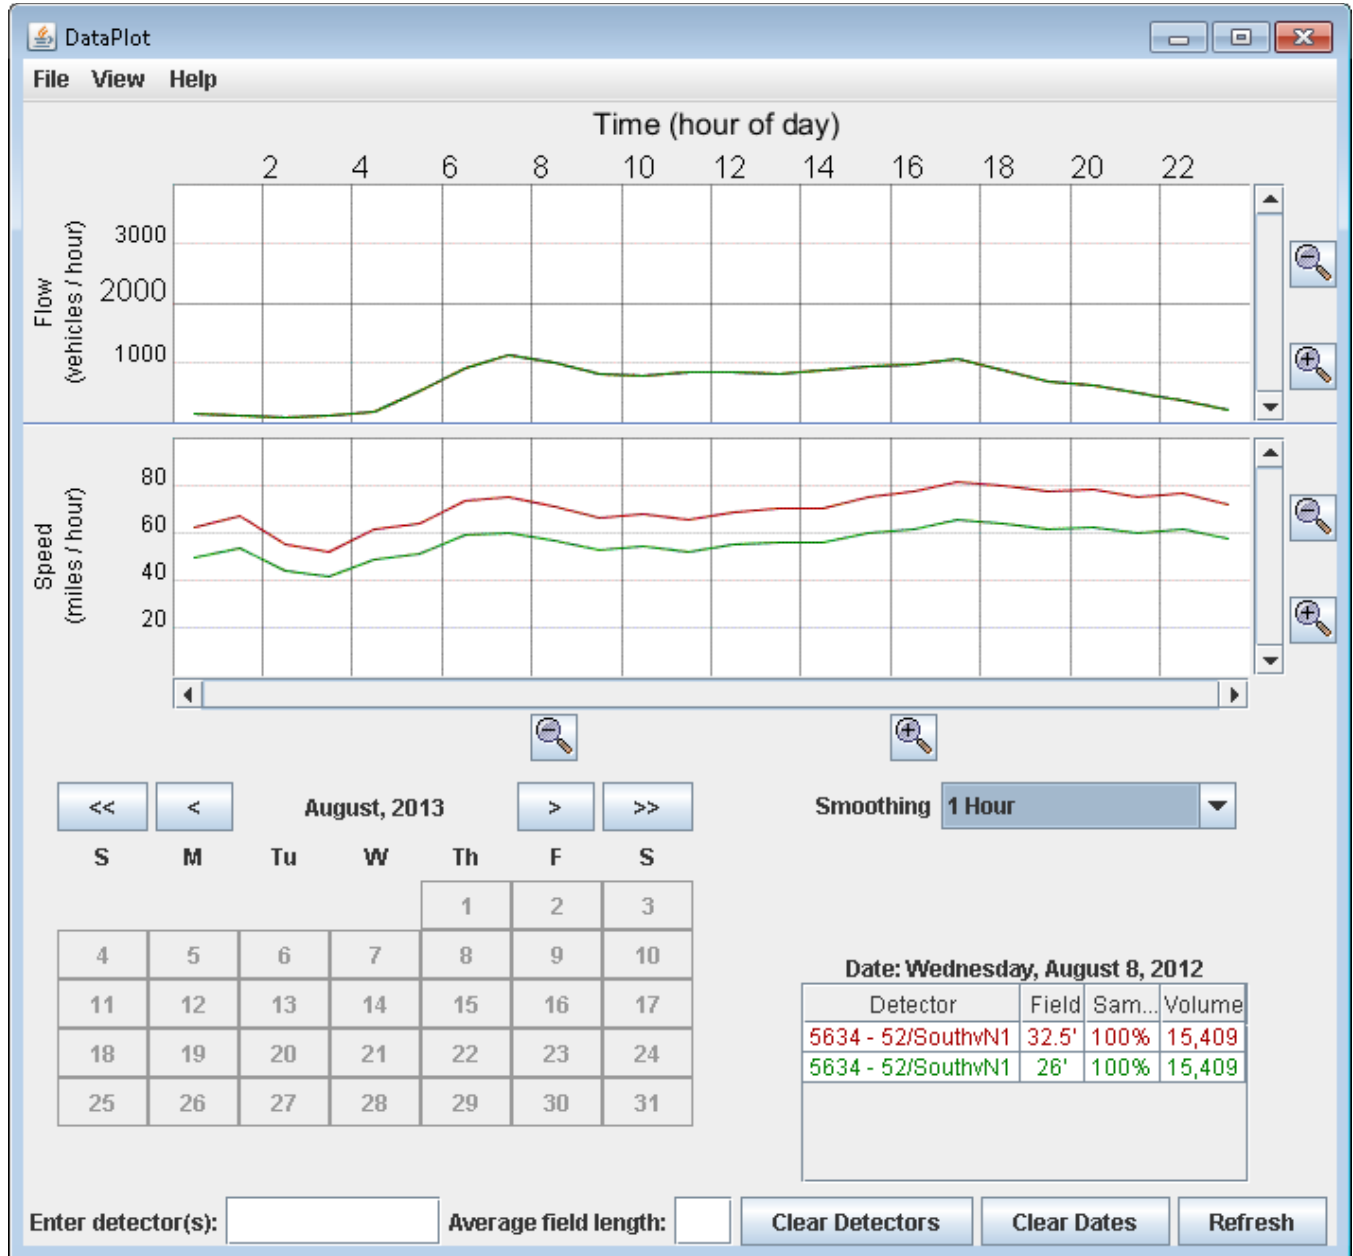 DataPlot
File View Help
Time (hour of day)
2 4 6 8 10 12 14 16 18 20 22
Flow
(vehicles / hour)
3000
2000
1000
Speed
(miles / hour)
80
60
40
20
<< < August, 2013 > >>
Smoothing 1 Hour
S M Tu W Th F S
1 2 3
4 5 6 7 8 9 10
11 12 13 14 15 16 17
18 19 20 21 22 23 24
25 26 27 28 29 30 31
Date: Wednesday, August 8, 2012
Detector Field Sam... Volume
5634 - 52/SouthvN1 32.5' 100% 15,409
5634 - 52/SouthvN1 26' 100% 15,409
Enter detector(s): Average field length: Clear Detectors Clear Dates Refresh